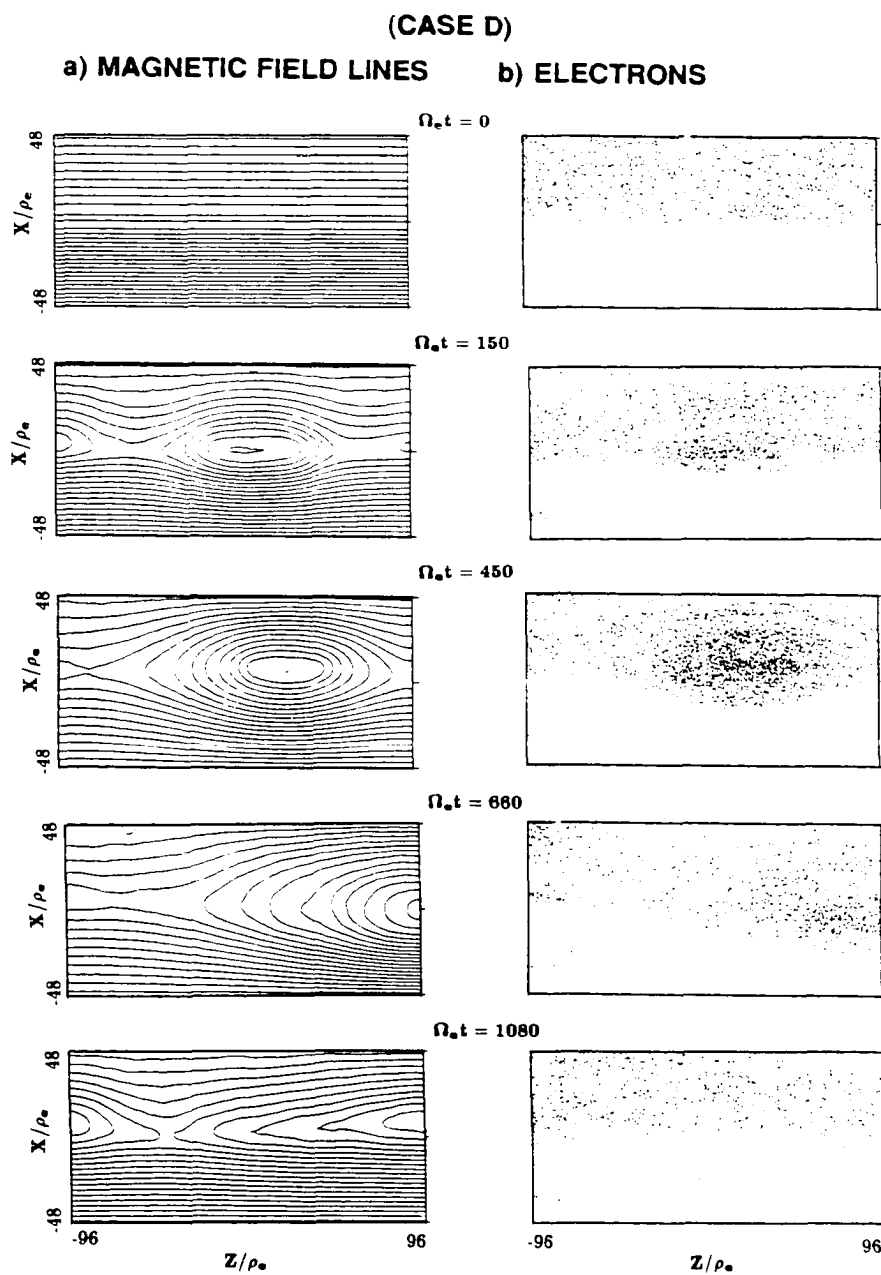 (CASE D)
a) MAGNETIC FIELD LINES b) ELECTRONS
Ωₑt = 0
48
X/ρₑ
-48
Ωₑt = 150
48
X/ρₑ
-48
Ωₑt = 450
48
X/ρₑ
-48
Ωₑt = 660
48
X/ρₑ
-48
Ωₑt = 1080
48
X/ρₑ
-48
-96 96 -96 96
Z/ρₑ Z/ρₑ